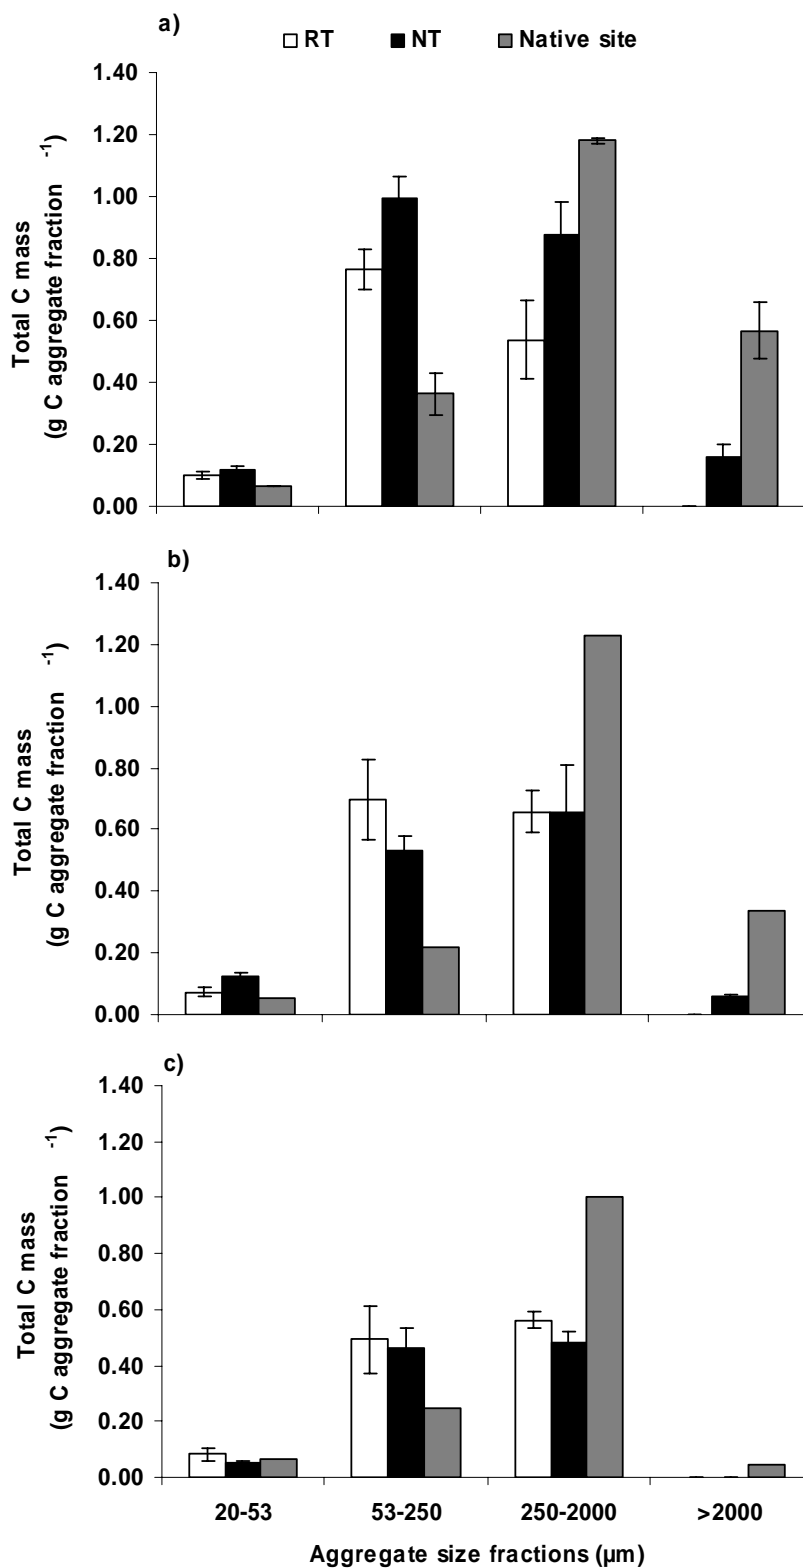 a)
RT NT Native site
1.40
1.20
1.00
0.80
0.60
0.40
0.20
0.00
Total C mass
(g C aggregate fraction -1)
b)
1.40
1.20
1.00
0.80
0.60
0.40
0.20
0.00
Total C mass
(g C aggregate fraction -1)
c)
1.40
1.20
1.00
0.80
0.60
0.40
0.20
0.00
Total C mass
(g C aggregate fraction -1)
20-53 53-250 250-2000 >2000
Aggregate size fractions (µm)